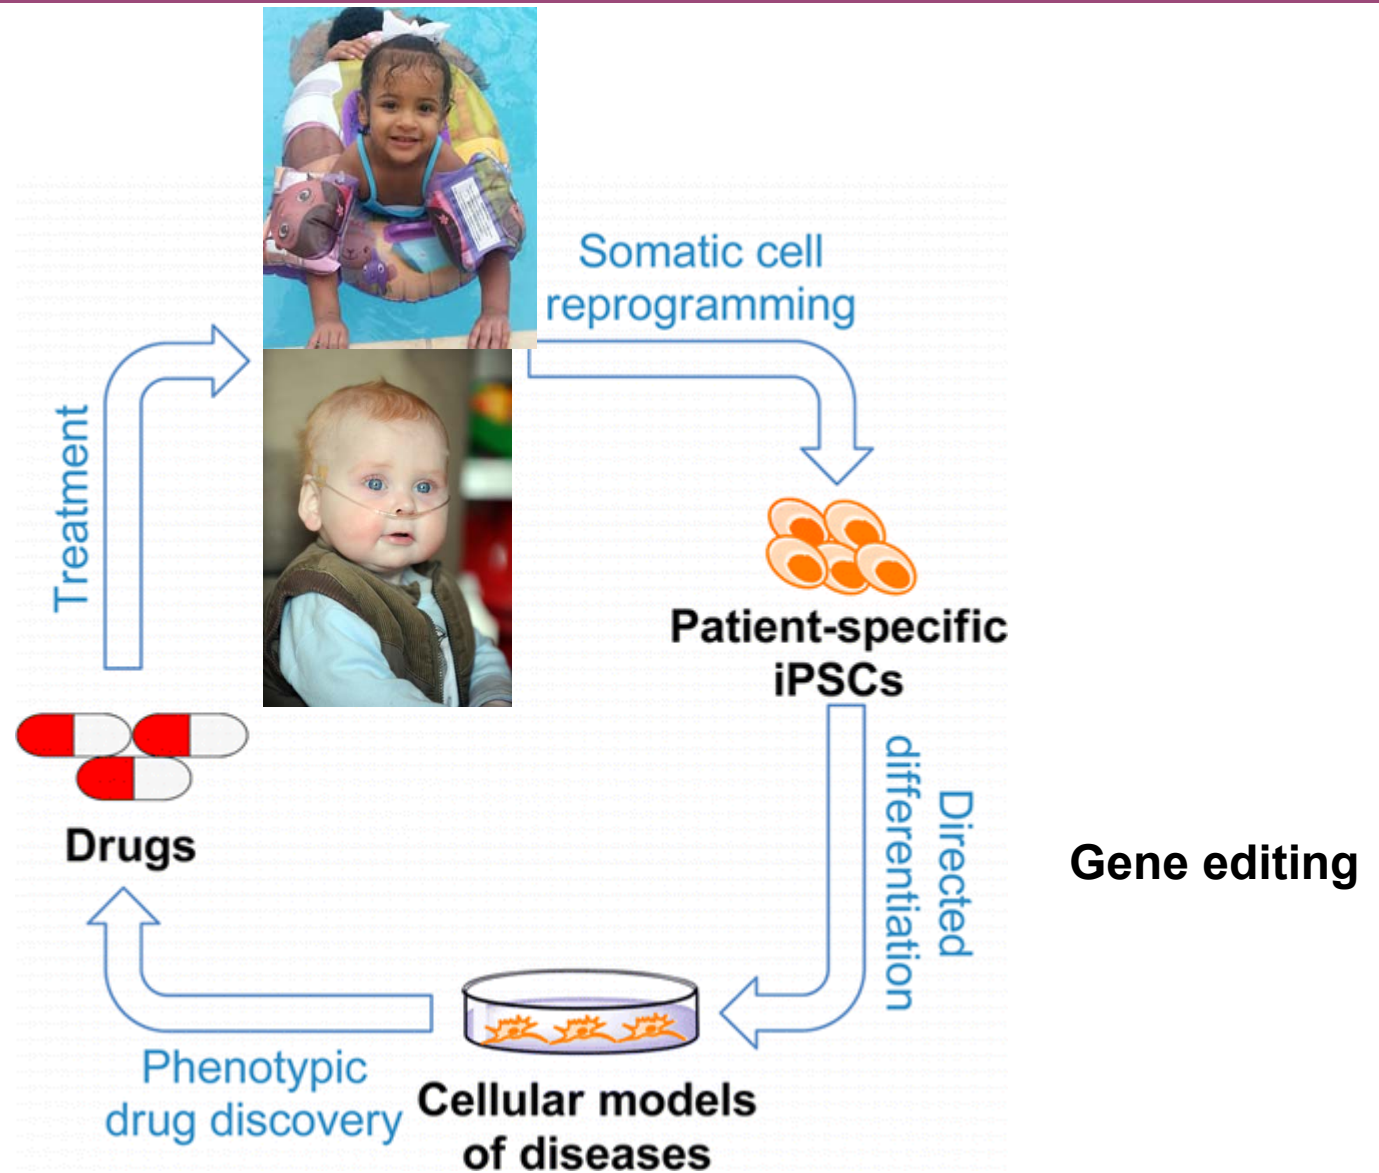 Somatic cell
reprogramming
Treatment
Patient-specific
iPSCs
Directed
differentiation
Drugs
Gene editing
Phenotypic
drug discovery
Cellular models
of diseases